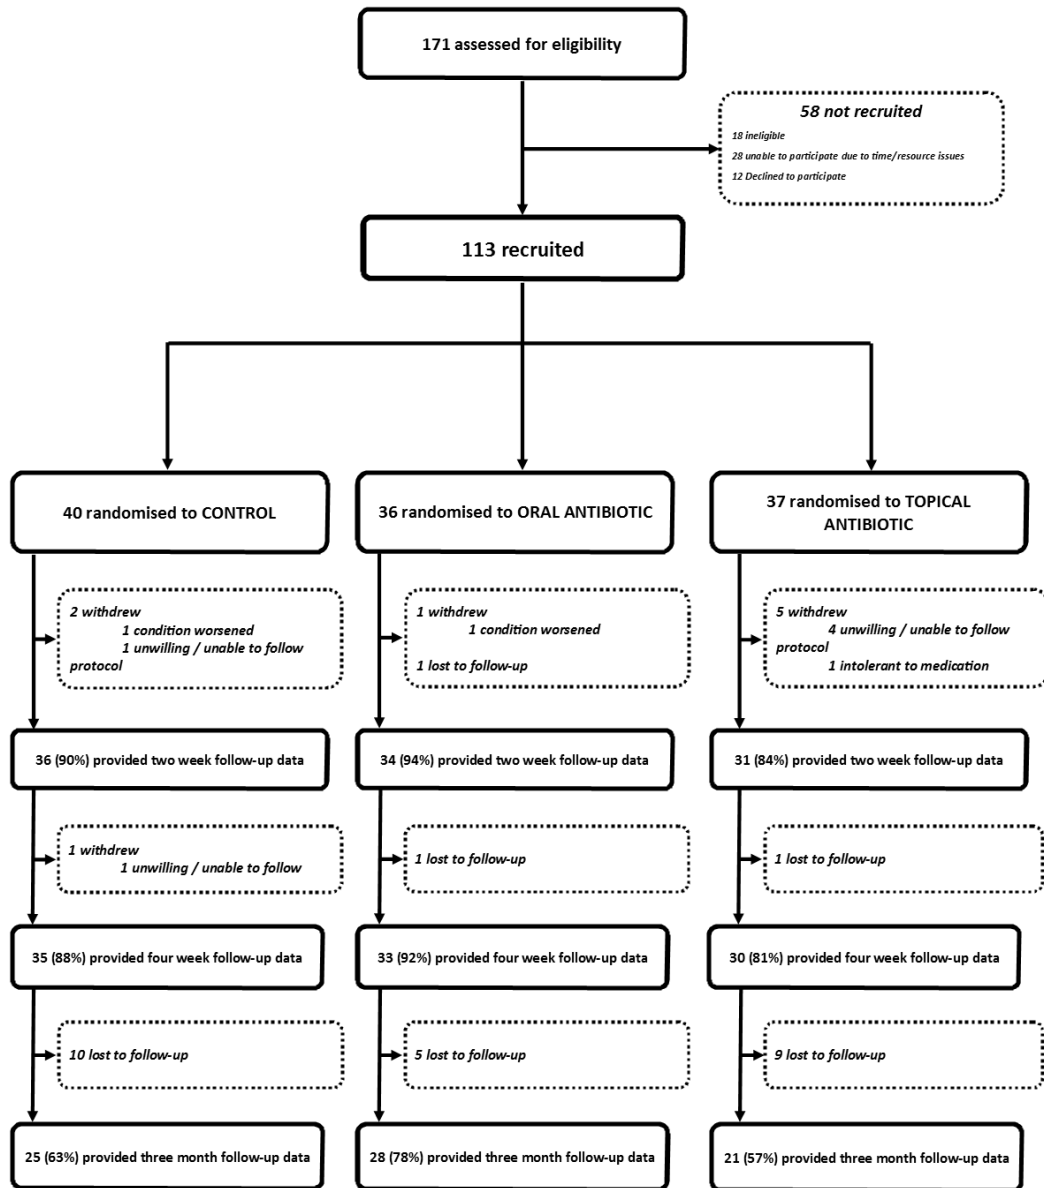 171 assessed for eligibility
58 not recruited
18 ineligible
28 unable to participate due to time/resource issues
12 Declined to participate
113 recruited
40 randomised to CONTROL
36 randomised to ORAL ANTIBIOTIC
37 randomised to TOPICAL
ANTIBIOTIC
2 withdrew
1 condition worsened
1 unwilling / unable to follow
protocol
1 withdrew
1 condition worsened
1 lost to follow-up
5 withdrew
4 unwilling / unable to follow
protocol
1 intolerant to medication
36 (90%) provided two week follow-up data
34 (94%) provided two week follow-up data
31 (84%) provided two week follow-up data
1 withdrew
1 unwilling / unable to follow
1 lost to follow-up
1 lost to follow-up
35 (88%) provided four week follow-up data
33 (92%) provided four week follow-up data
30 (81%) provided four week follow-up data
10 lost to follow-up
5 lost to follow-up
9 lost to follow-up
25 (63%) provided three month follow-up data
28 (78%) provided three month follow-up data
21 (57%) provided three month follow-up data